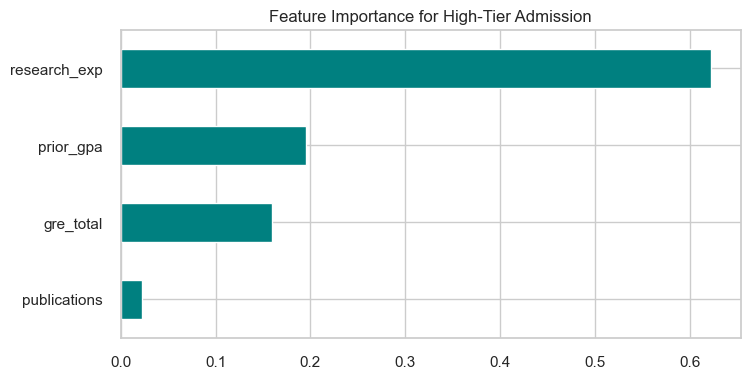 Feature Importance for High-Tier Admission
research_exp
prior_gpa
gre_total
publications
0.0 0.1 0.2 0.3 0.4 0.5 0.6